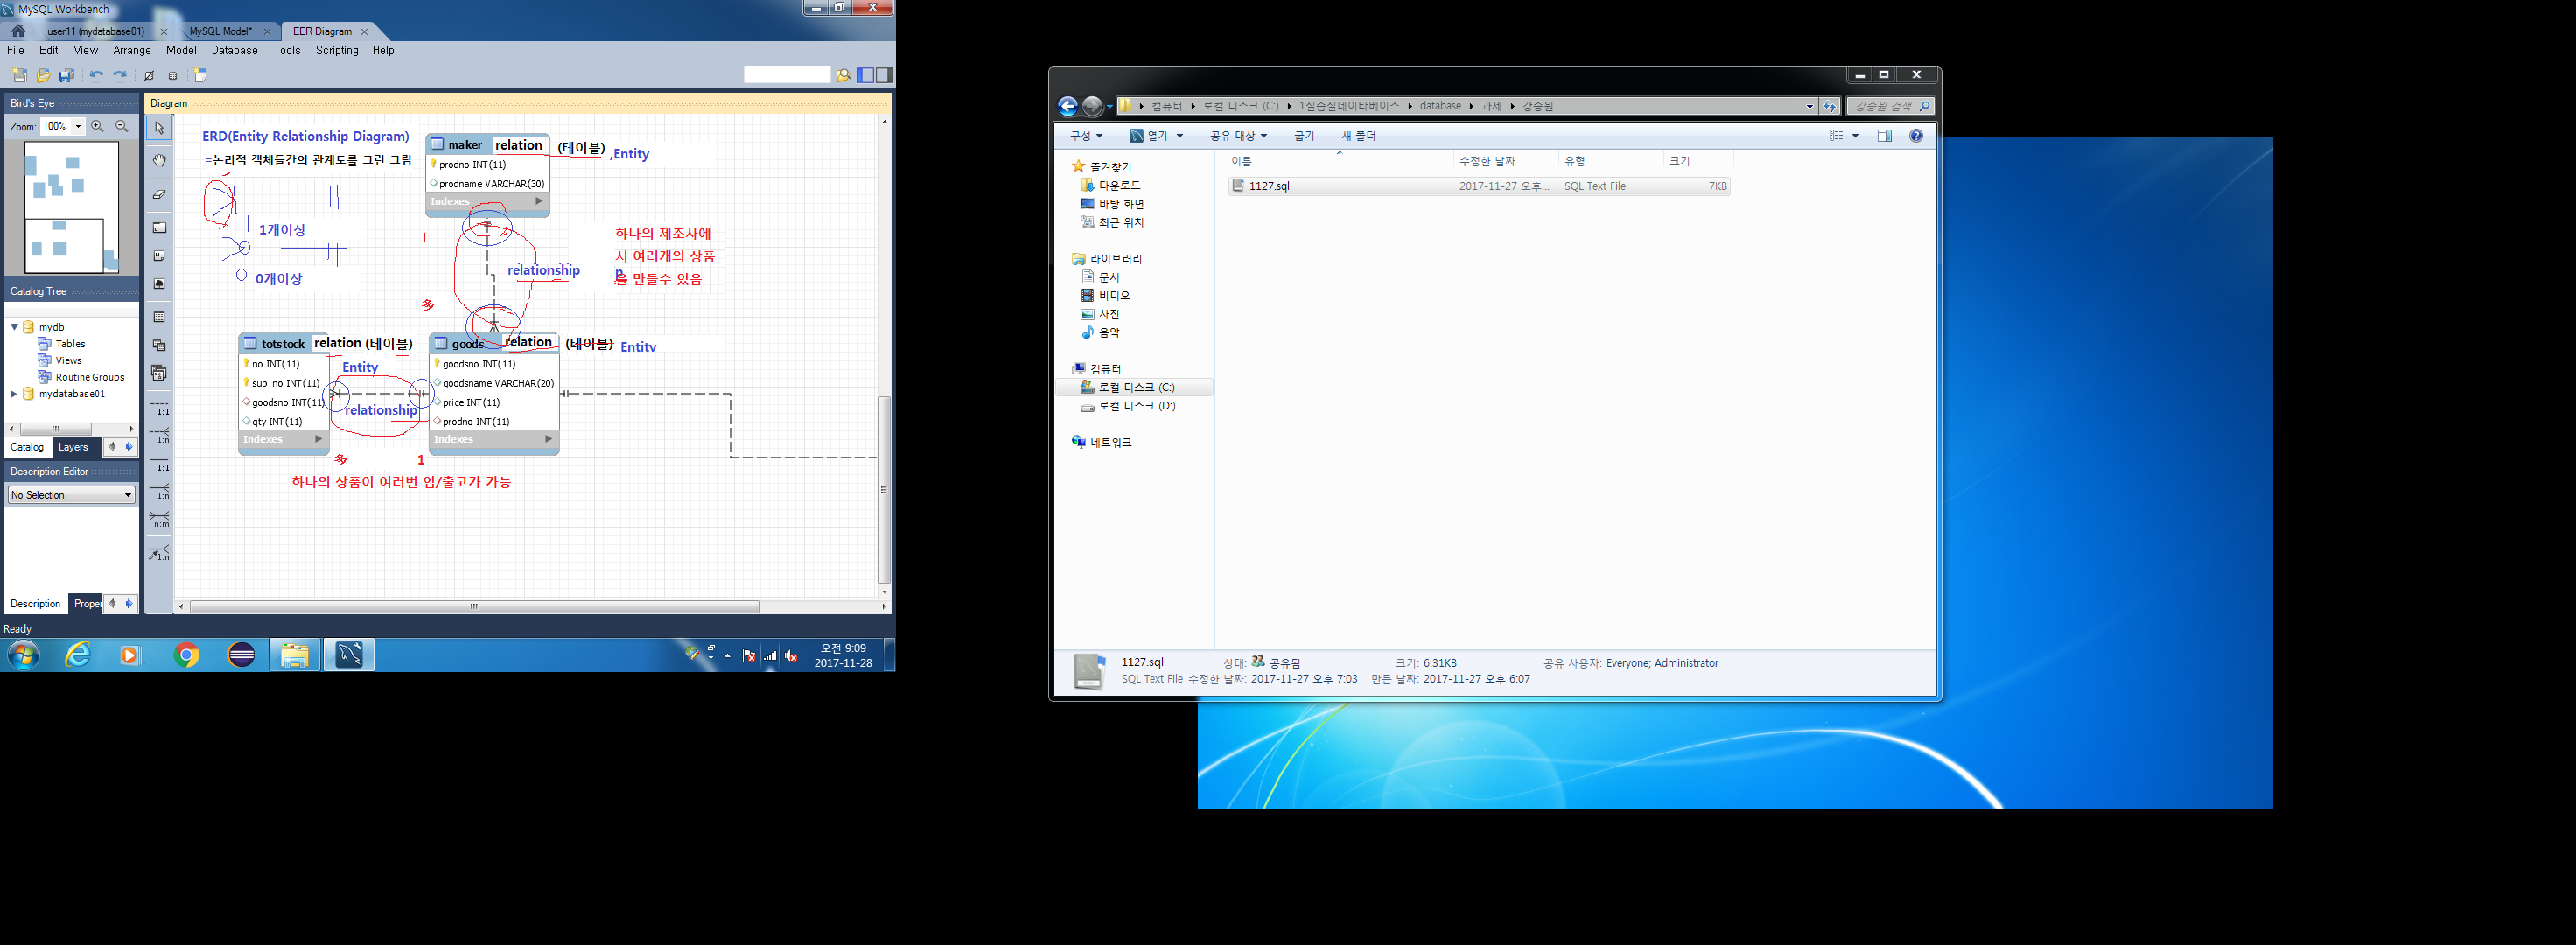 MySQL Workbench
user11 (mydatabase01)
MySQL Model*
EER Diagram
File Edit View Arrange Model Database Tools Scripting Help
Bird's Eye
Zoom: 100%
Catalog Tree
mydb
Tables
Views
Routine Groups
mydatabase01
Catalog Layers
Description Editor
No Selection
Description Proper
Ready
1:1
1:n
1:1
1:n
n:m
1:n
Diagram
ERD(Entity Relationship Diagram)
=논리적 객체들간의 관계도를 그린 그림
1개이상
0개이상
maker relation (테이블) ,Entity
prodno INT(11)
prodname VARCHAR(30)
Indexes
하나의 제조사에
서 여러개의 상품
을 만들수 있음
relationship
多
totstock relation (테이블)
Entity
no INT(11)
sub_no INT(11)
goodsno INT(11)
qty INT(11)
Indexes
relationship
goods relation (테이블) Entity
goodsno INT(11)
goodsname VARCHAR(20)
price INT(11)
prodno INT(11)
Indexes
多 1
하나의 상품이 여러번 입/출고가 가능
오전 9:09
2017-11-28
컴퓨터 로컬 디스크 (C:) 1실습실데이타베이스 database 과제 강승원
강승원 검색
구성 열기 공유 대상 굽기 새 폴더
즐겨찾기
다운로드
바탕 화면
최근 위치
라이브러리
문서
비디오
사진
음악
컴퓨터
로컬 디스크 (C:)
로컬 디스크 (D:)
네트워크
이름 수정한 날짜 유형 크기
1127.sql 2017-11-27 오후... SQL Text File 7KB
1127.sql 상태: 공유됨 크기: 6.31KB 공유 사용자: Everyone; Administrator
SQL Text File 수정한 날짜: 2017-11-27 오후 7:03 만든 날짜: 2017-11-27 오후 6:07